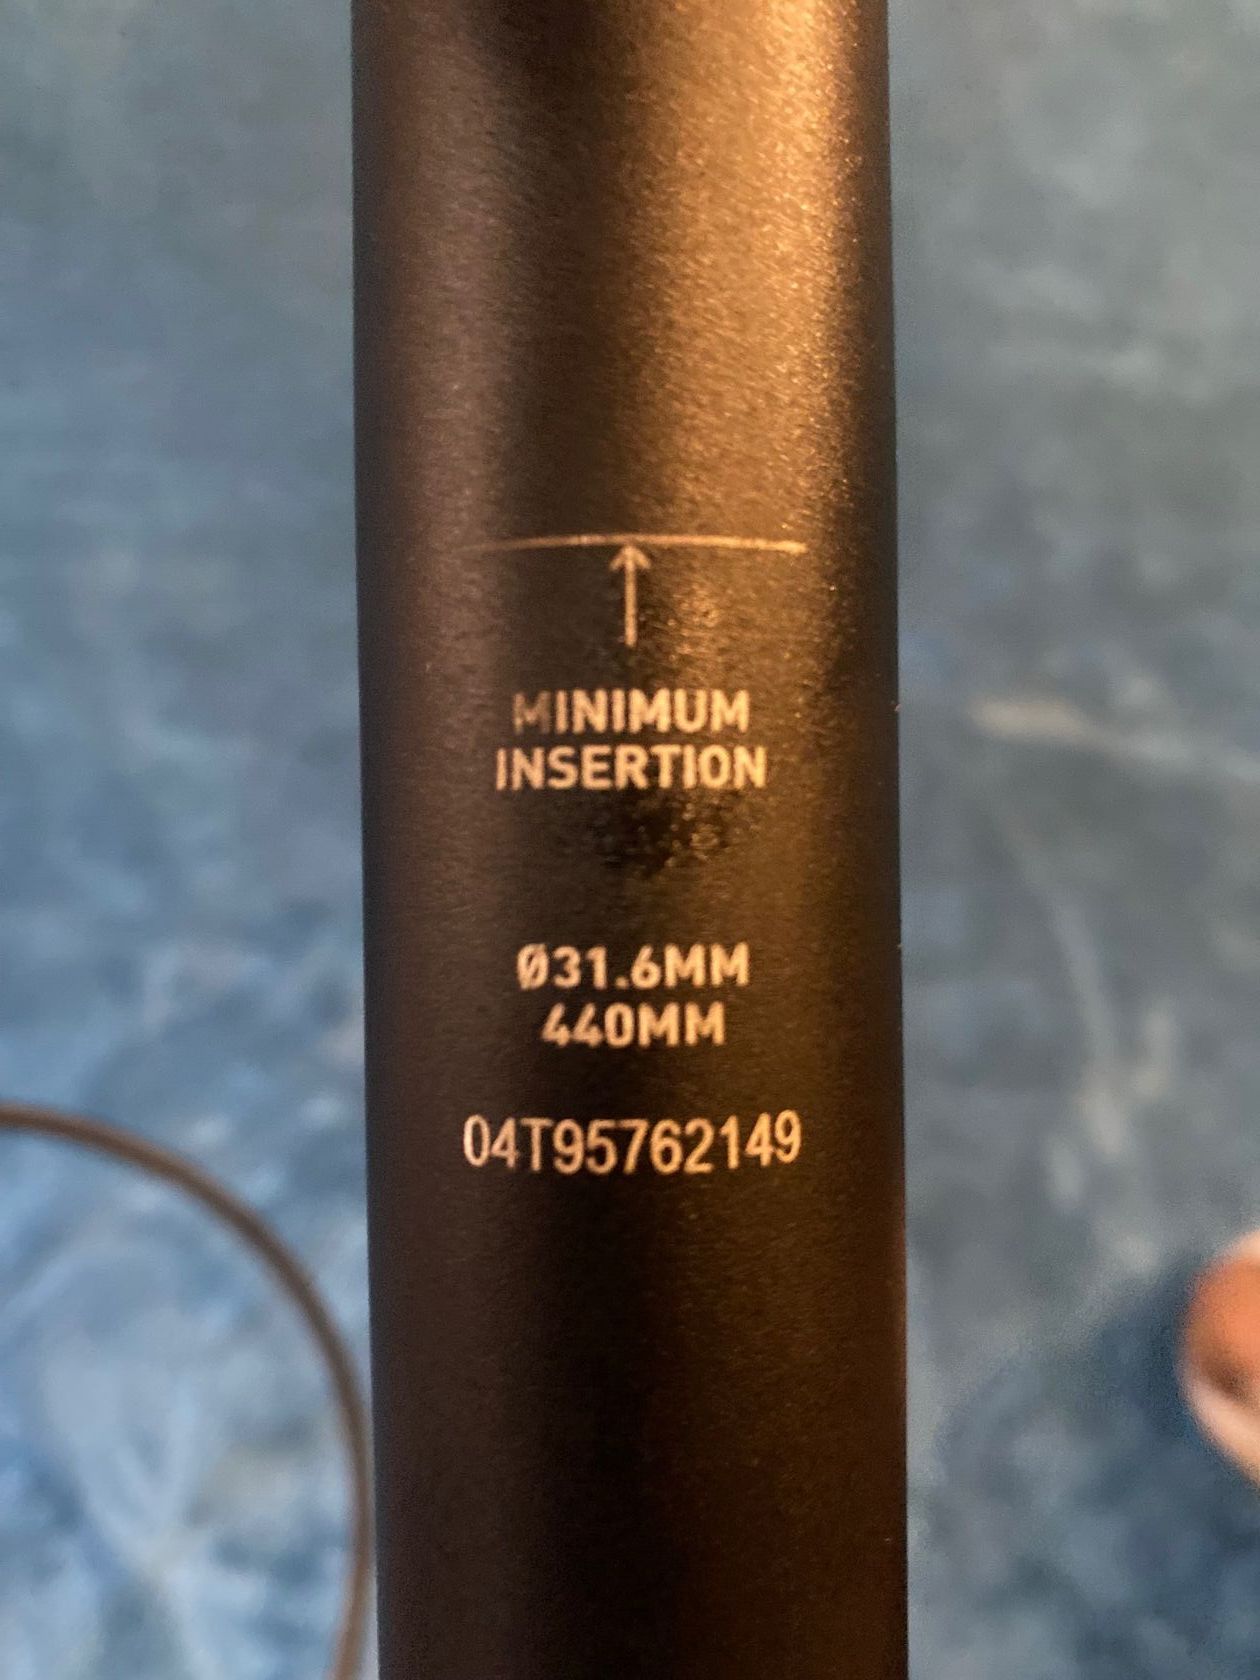 MINIMUM
INSERTION
Ø31.6MM
440MM
04T95762149